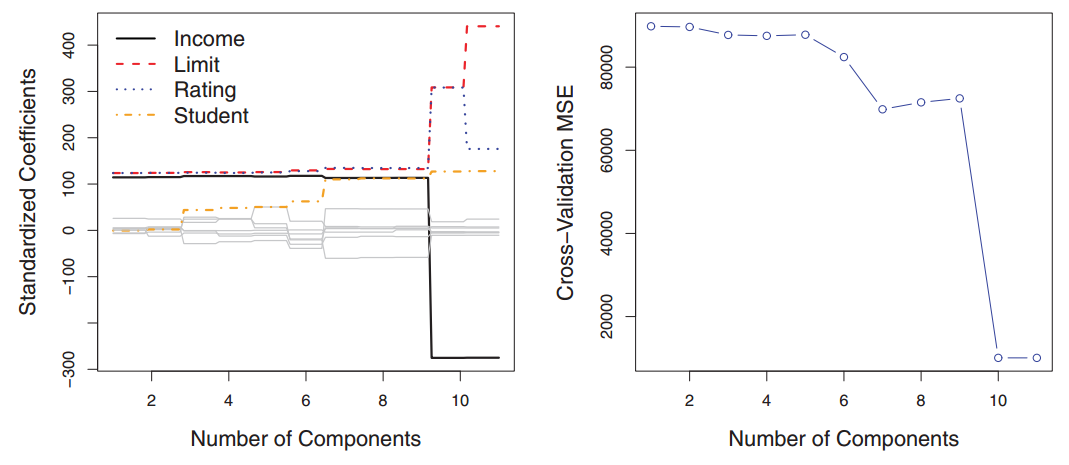 Income
Limit
Rating
Student
400
300
200
100
0
−100
−300
Standardized Coefficients
2 4 6 8 10
Number of Components
80000
60000
40000
20000
Cross−Validation MSE
2 4 6 8 10
Number of Components